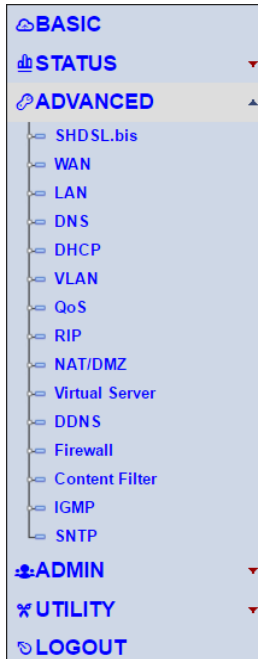 BASIC
STATUS
ADVANCED
SHDSL.bis
WAN
LAN
DNS
DHCP
VLAN
QoS
RIP
NAT/DMZ
Virtual Server
DDNS
Firewall
Content Filter
IGMP
SNTP
ADMIN
UTILITY
LOGOUT